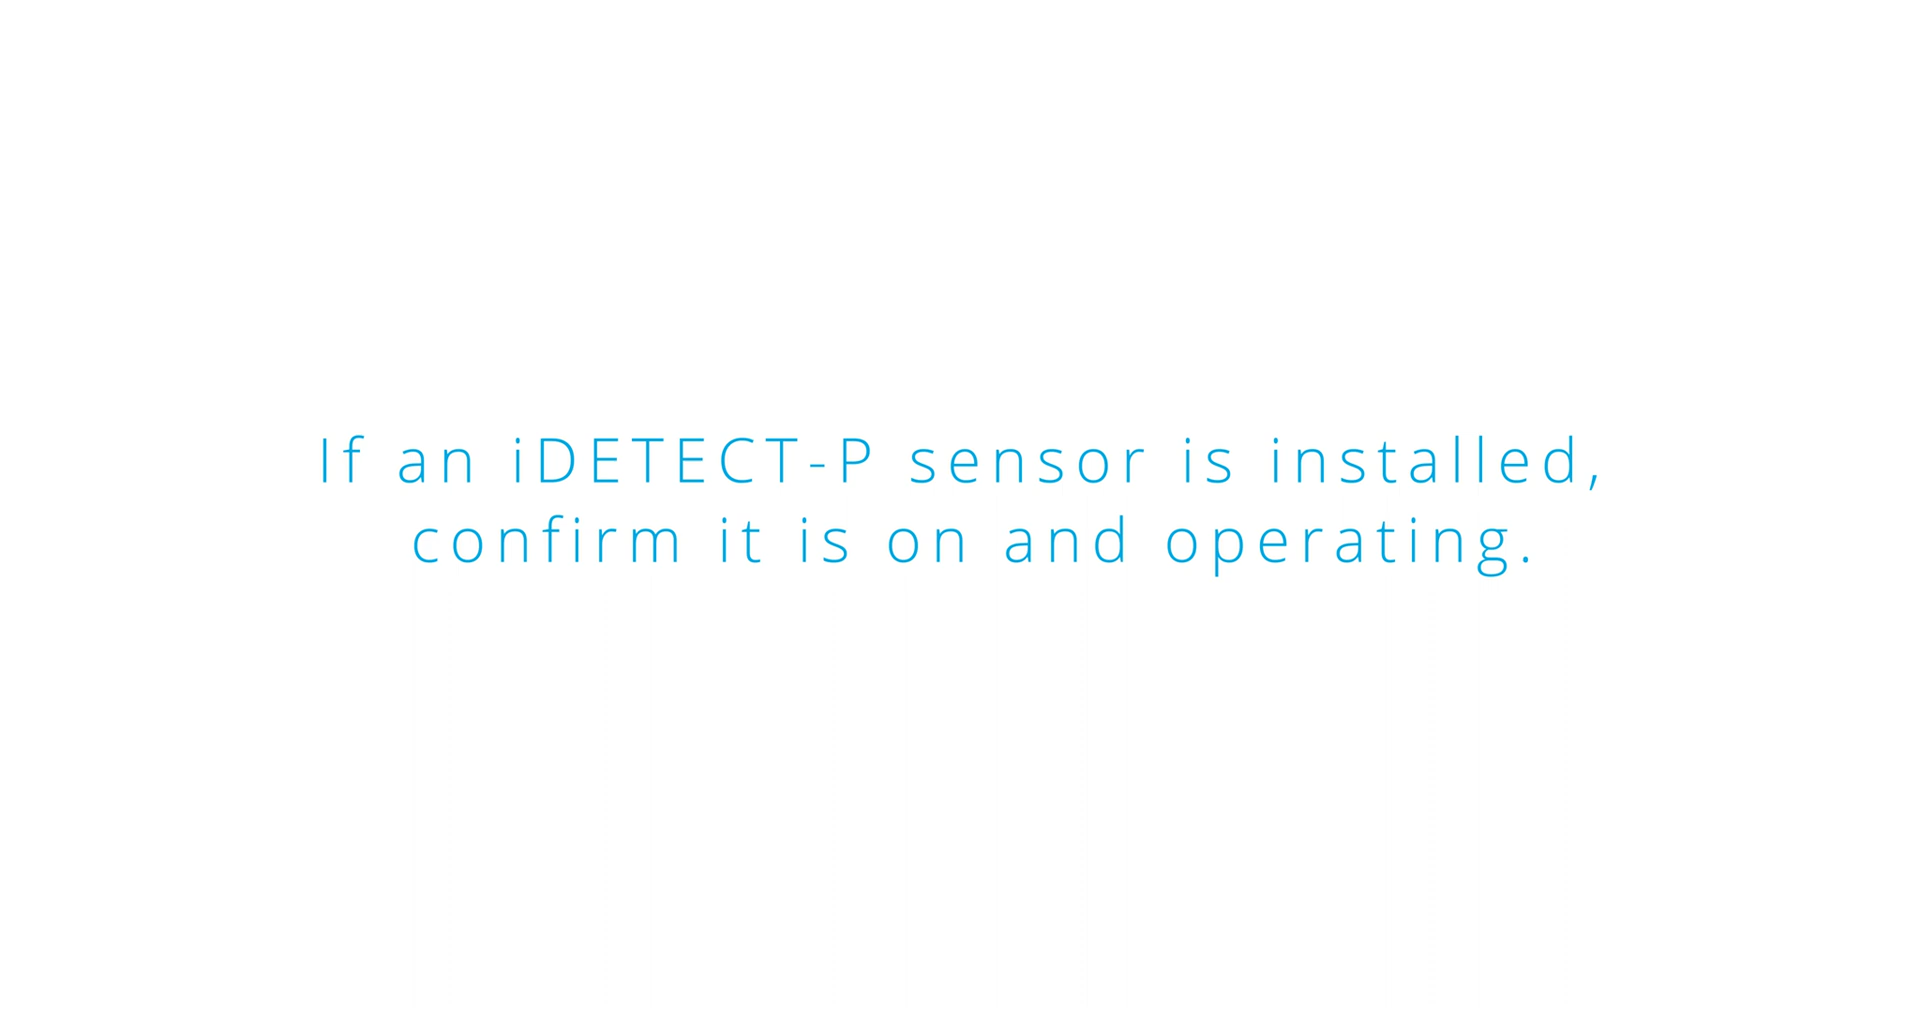 If an iDETECT-P sensor is installed,
confirm it is on and operating.